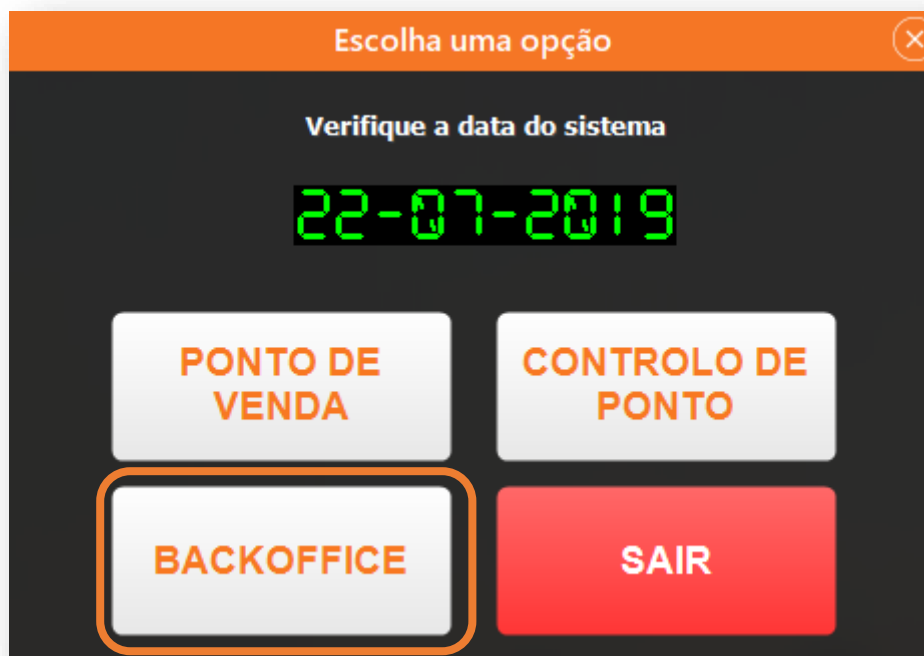 Escolha uma opção
Verifique a data do sistema
22-07-2019
PONTO DE
VENDA
CONTROLO DE
PONTO
BACKOFFICE
SAIR